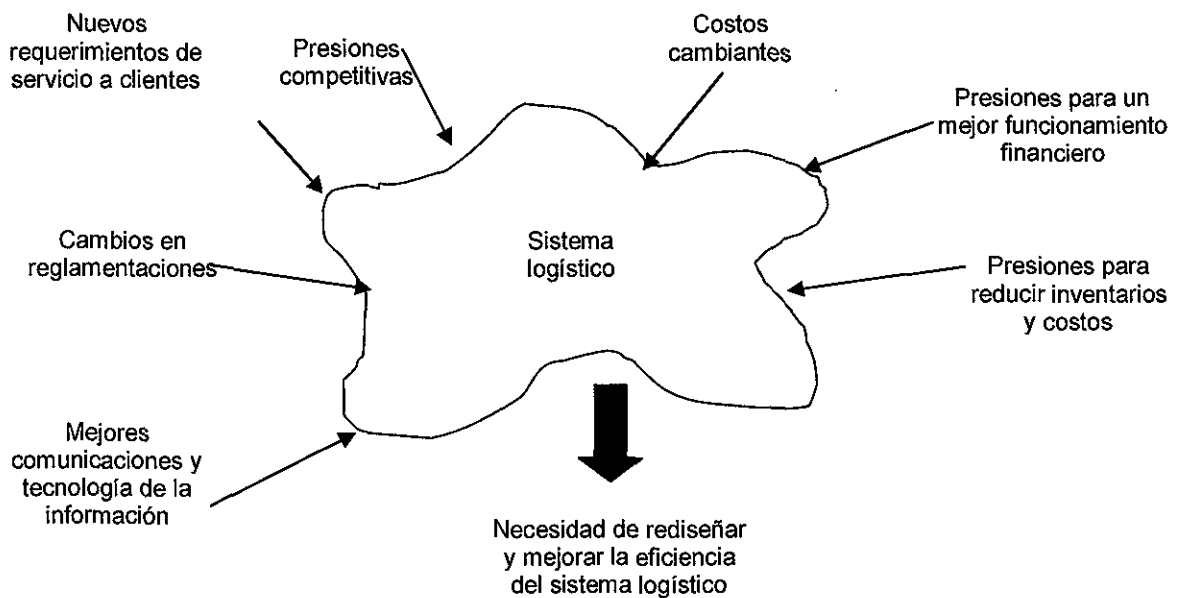 Nuevos
requerimientos de
servicio a clientes
Presiones
competitivas
Costos
cambiantes
Presiones para un
mejor funcionamiento
financiero
Cambios en
reglamentaciones
Sistema
logístico
Presiones para
reducir inventarios
y costos
Mejores
comunicaciones y
tecnología de la
información
Necesidad de rediseñar
y mejorar la eficiencia
del sistema logístico